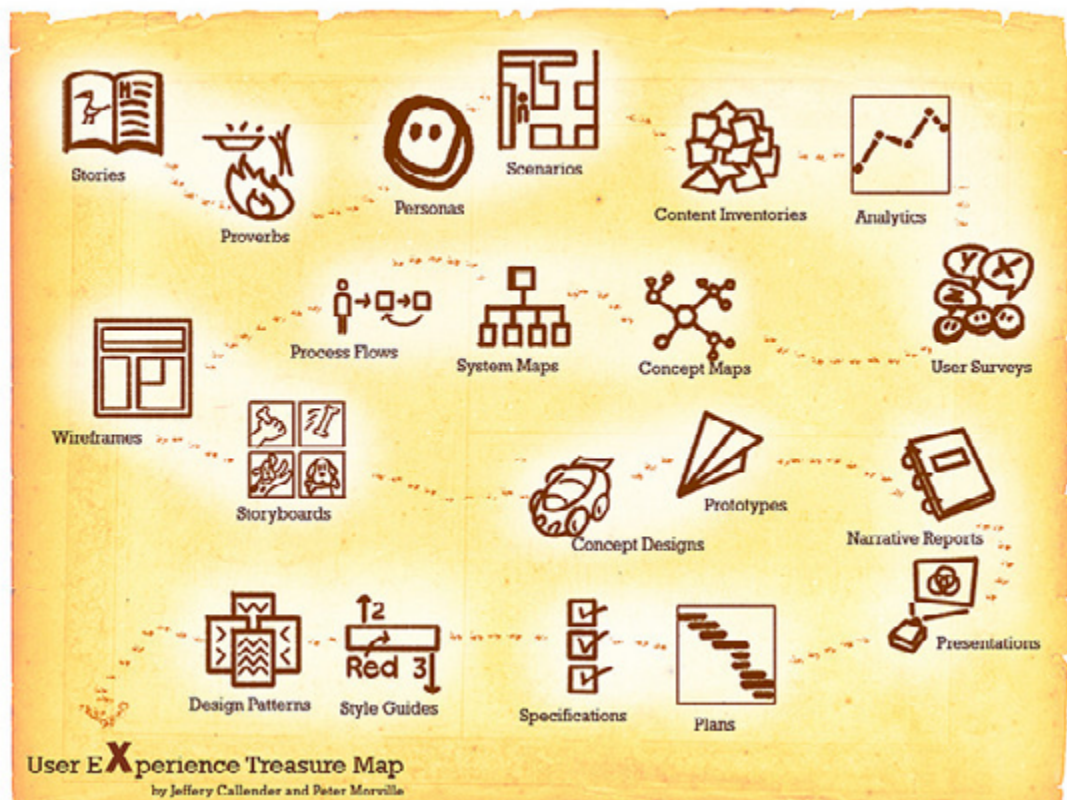 Stories
Proverbs
Personas
Scenarios
Content Inventories
Analytics
Y X
Z
User Surveys
Concept Maps
System Maps
Process Flows
Wireframes
Storyboards
Concept Designs
Prototypes
Narrative Reports
Presentations
Plans
Specifications
2
Red 3
Style Guides
Design Patterns
User EXperience Treasure Map
by Jeffery Callender and Peter Morville